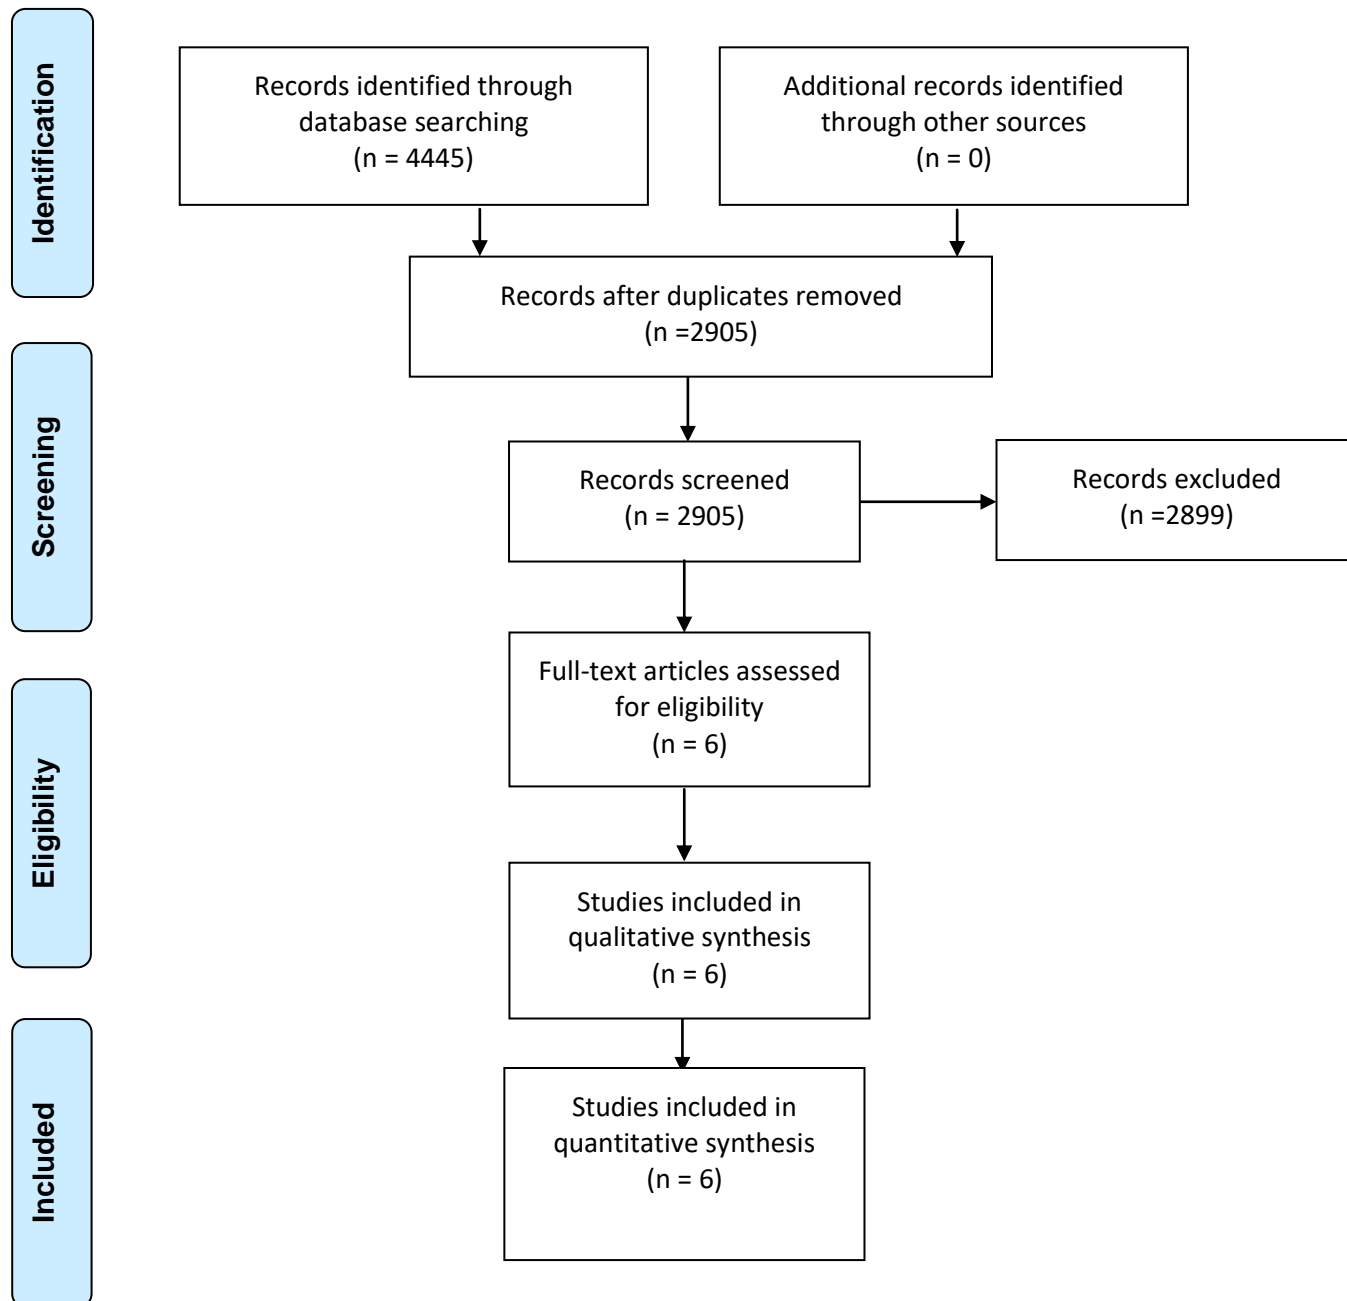 Identification
Records identified through
database searching
(n = 4445)
Additional records identified
through other sources
(n = 0)
Records after duplicates removed
(n =2905)
Screening
Records screened
(n = 2905)
Records excluded
(n =2899)
Eligibility
Full-text articles assessed
for eligibility
(n = 6)
Studies included in
qualitative synthesis
(n = 6)
Included
Studies included in
quantitative synthesis
(n = 6)